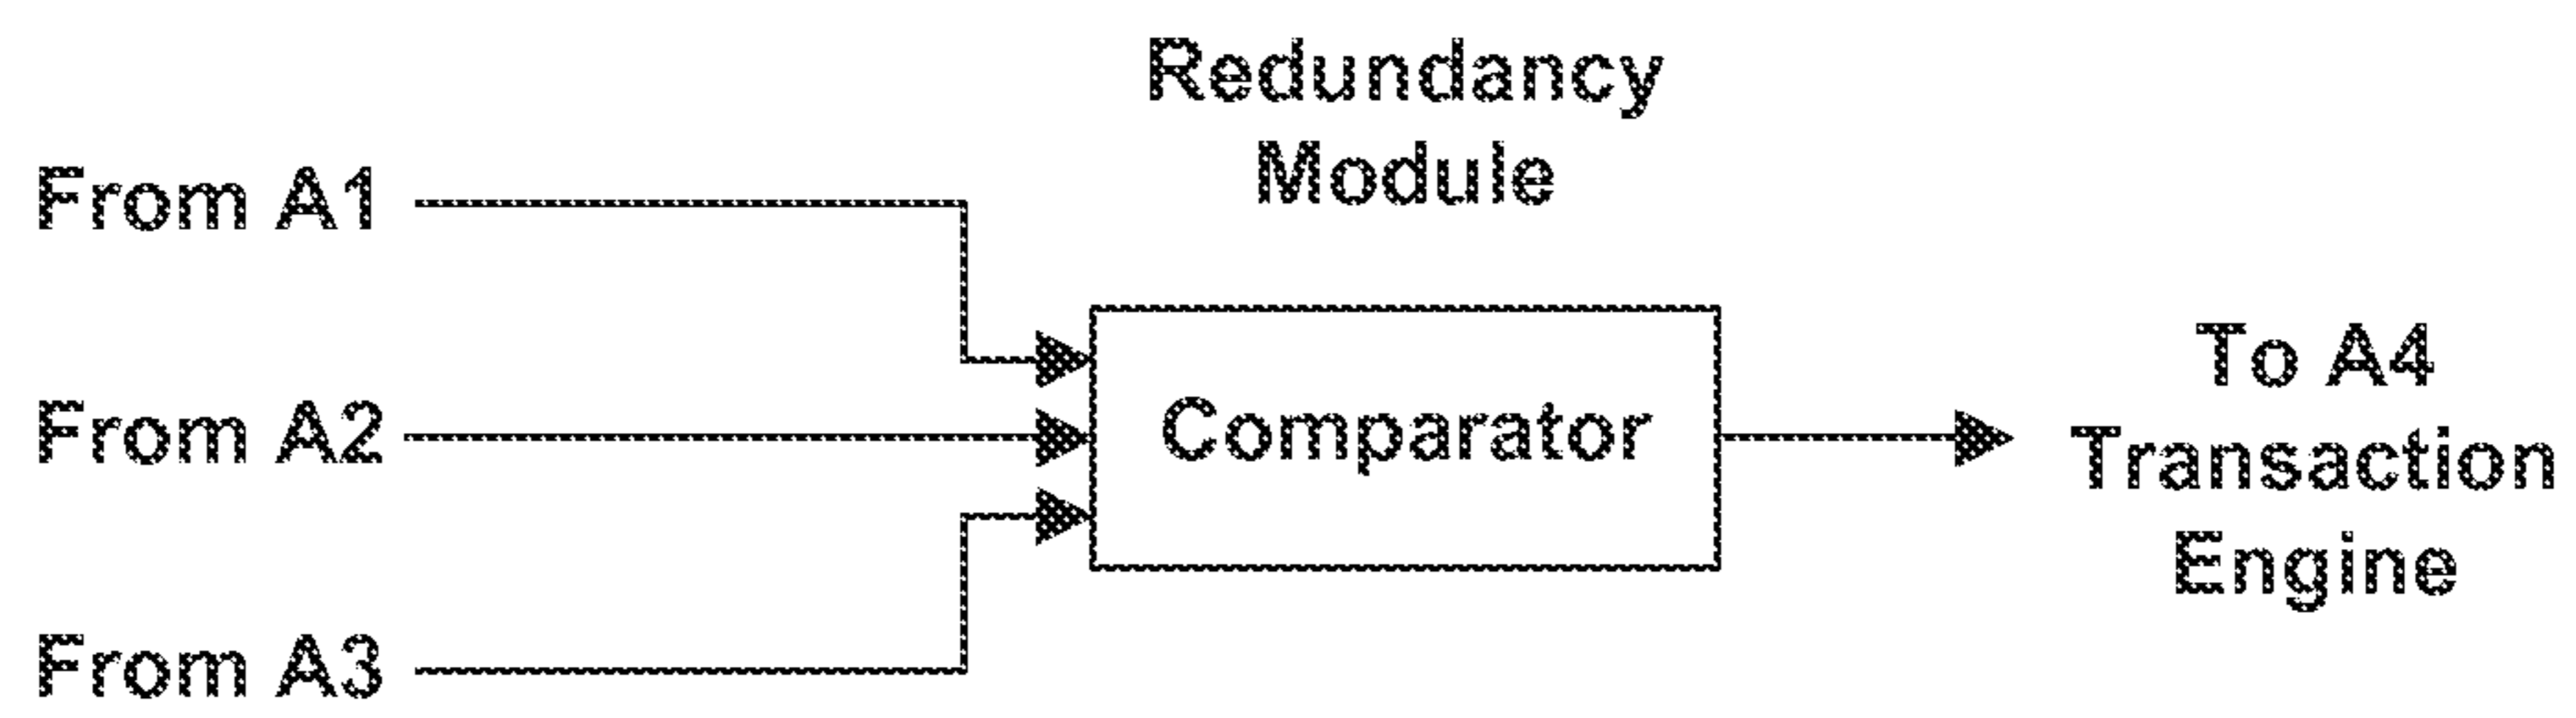 Redundancy
Module
From A1
From A2
From A3
Comparator
To A4
Transaction
Engine